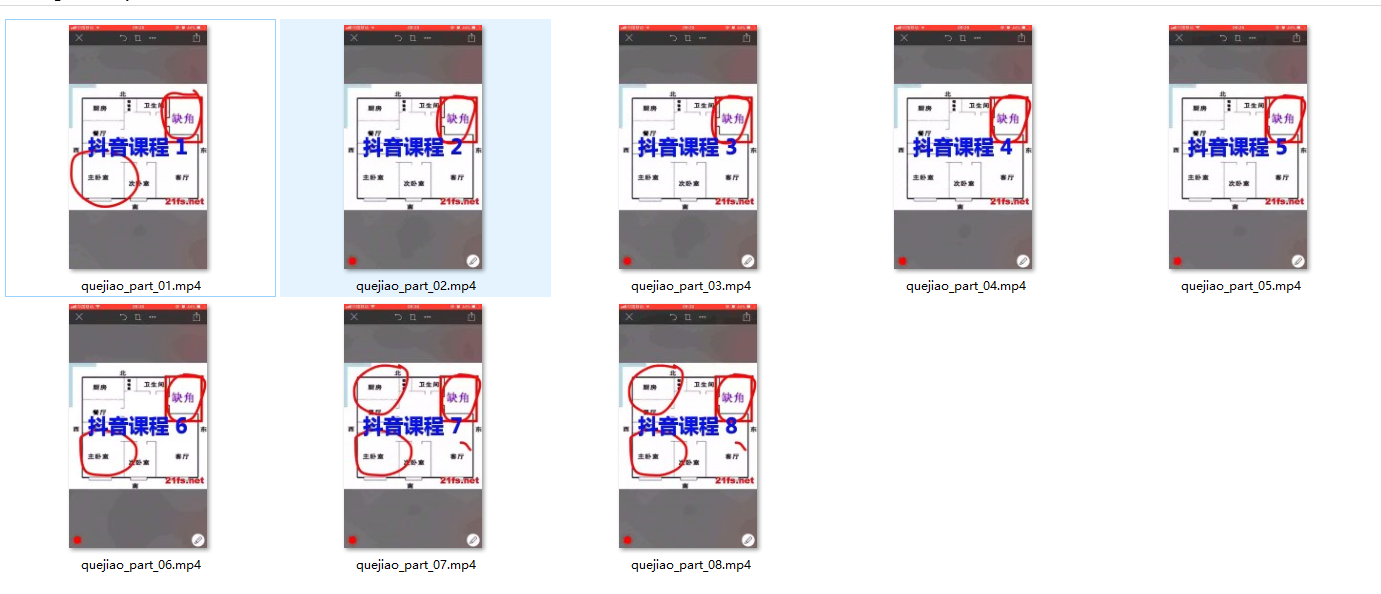 北
厨房
卫生间
缺角
餐厅
抖音课程 1
西
东
主卧室
次卧室
客厅
21fs.net
南
quejiao_part_01.mp4
北
厨房
卫生间
缺角
餐厅
抖音课程 2
西
东
主卧室
次卧室
客厅
21fs.net
南
quejiao_part_02.mp4
北
厨房
卫生间
缺角
餐厅
抖音课程 3
西
东
主卧室
次卧室
客厅
21fs.net
南
quejiao_part_03.mp4
北
厨房
卫生间
缺角
餐厅
抖音课程 4
西
东
主卧室
次卧室
客厅
21fs.net
南
quejiao_part_04.mp4
北
厨房
卫生间
缺角
餐厅
抖音课程 5
西
东
主卧室
次卧室
客厅
21fs.net
南
quejiao_part_05.mp4
北
厨房
卫生间
缺角
餐厅
抖音课程 6
西
东
主卧室
次卧室
客厅
21fs.net
南
quejiao_part_06.mp4
北
厨房
卫生间
缺角
餐厅
抖音课程 7
西
东
主卧室
次卧室
客厅
21fs.net
南
quejiao_part_07.mp4
北
厨房
卫生间
缺角
餐厅
抖音课程 8
西
东
主卧室
次卧室
客厅
21fs.net
南
quejiao_part_08.mp4